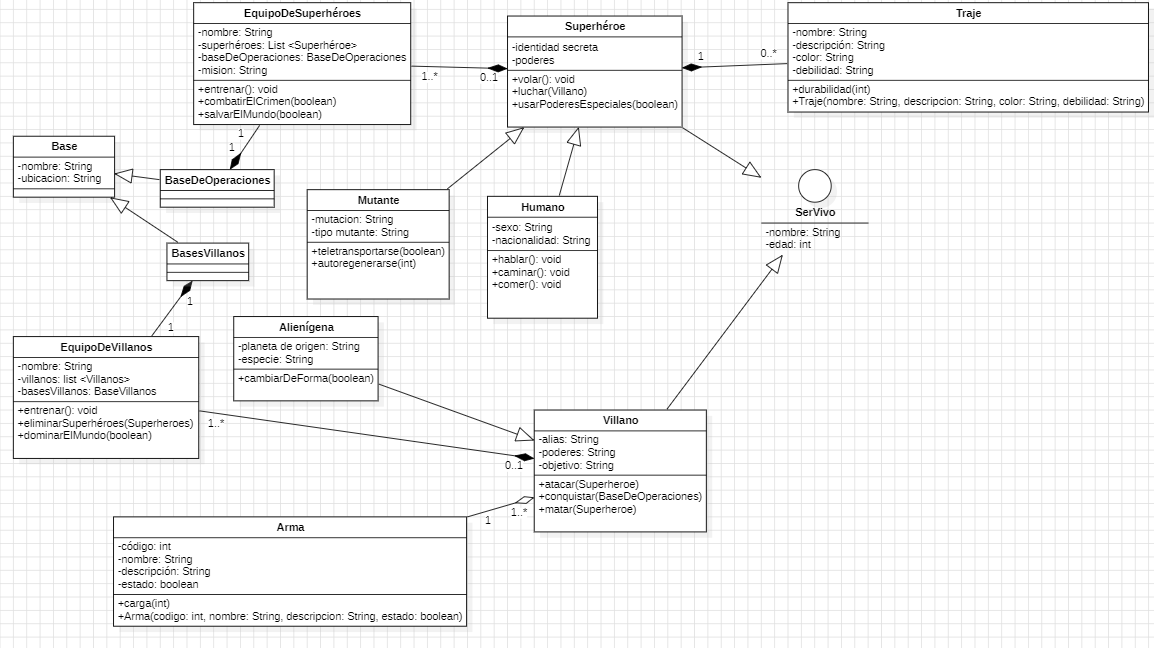 EquipoDeSuperhéroes
-nombre: String
-superhéroes: List <Superhéroe>
-baseDeOperaciones: BaseDeOperaciones
-mision: String
+entrenar(): void
+combatirElCrimen(boolean)
+salvarElMundo(boolean)
1..*
0..1
Superhéroe
-identidad secreta
-poderes
+volar(): void
+luchar(Villano)
+usarPoderesEspeciales(boolean)
1
0..*
Traje
-nombre: String
-descripción: String
-color: String
-debilidad: String
+durabilidad(int)
+Traje(nombre: String, descripcion: String, color: String, debilidad: String)
1
1
Base
-nombre: String
-ubicacion: String
BaseDeOperaciones
BasesVillanos
1
1
Mutante
-mutacion: String
-tipo mutante: String
+teletransportarse(boolean)
+autoregenerarse(int)
Humano
-sexo: String
-nacionalidad: String
+hablar(): void
+caminar(): void
+comer(): void
SerVivo
-nombre: String
-edad: int
Alienígena
-planeta de origen: String
-especie: String
+cambiarDeForma(boolean)
EquipoDeVillanos
-nombre: String
-villanos: list <Villanos>
-basesVillanos: BaseVillanos
+entrenar(): void
+eliminarSuperhéroes(Superheroes)
+dominarElMundo(boolean)
1..*
0..1
Villano
-alias: String
-poderes: String
-objetivo: String
+atacar(Superheroe)
+conquistar(BaseDeOperaciones)
+matar(Superheroe)
1..*
1
Arma
-código: int
-nombre: String
-descripción: String
-estado: boolean
+carga(int)
+Arma(codigo: int, nombre: String, descripcion: String, estado: boolean)